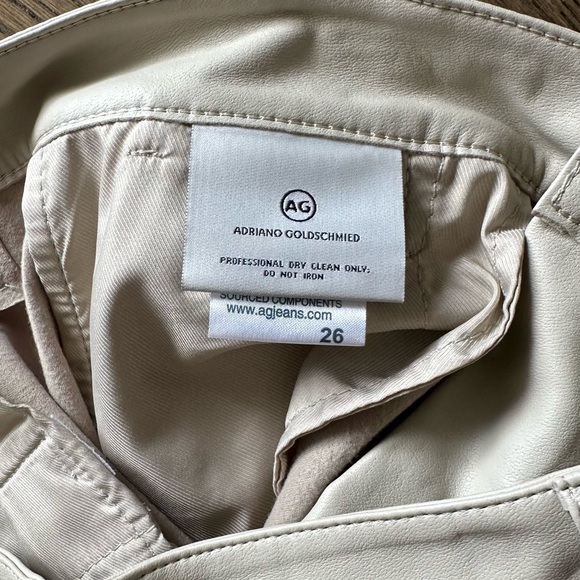 AG
ADRIANO GOLDSCHMIED
PROFESSIONAL DRY CLEAN ONLY;
DO NOT IRON
SOURCED COMPONENTS
www.agjeans.com
26